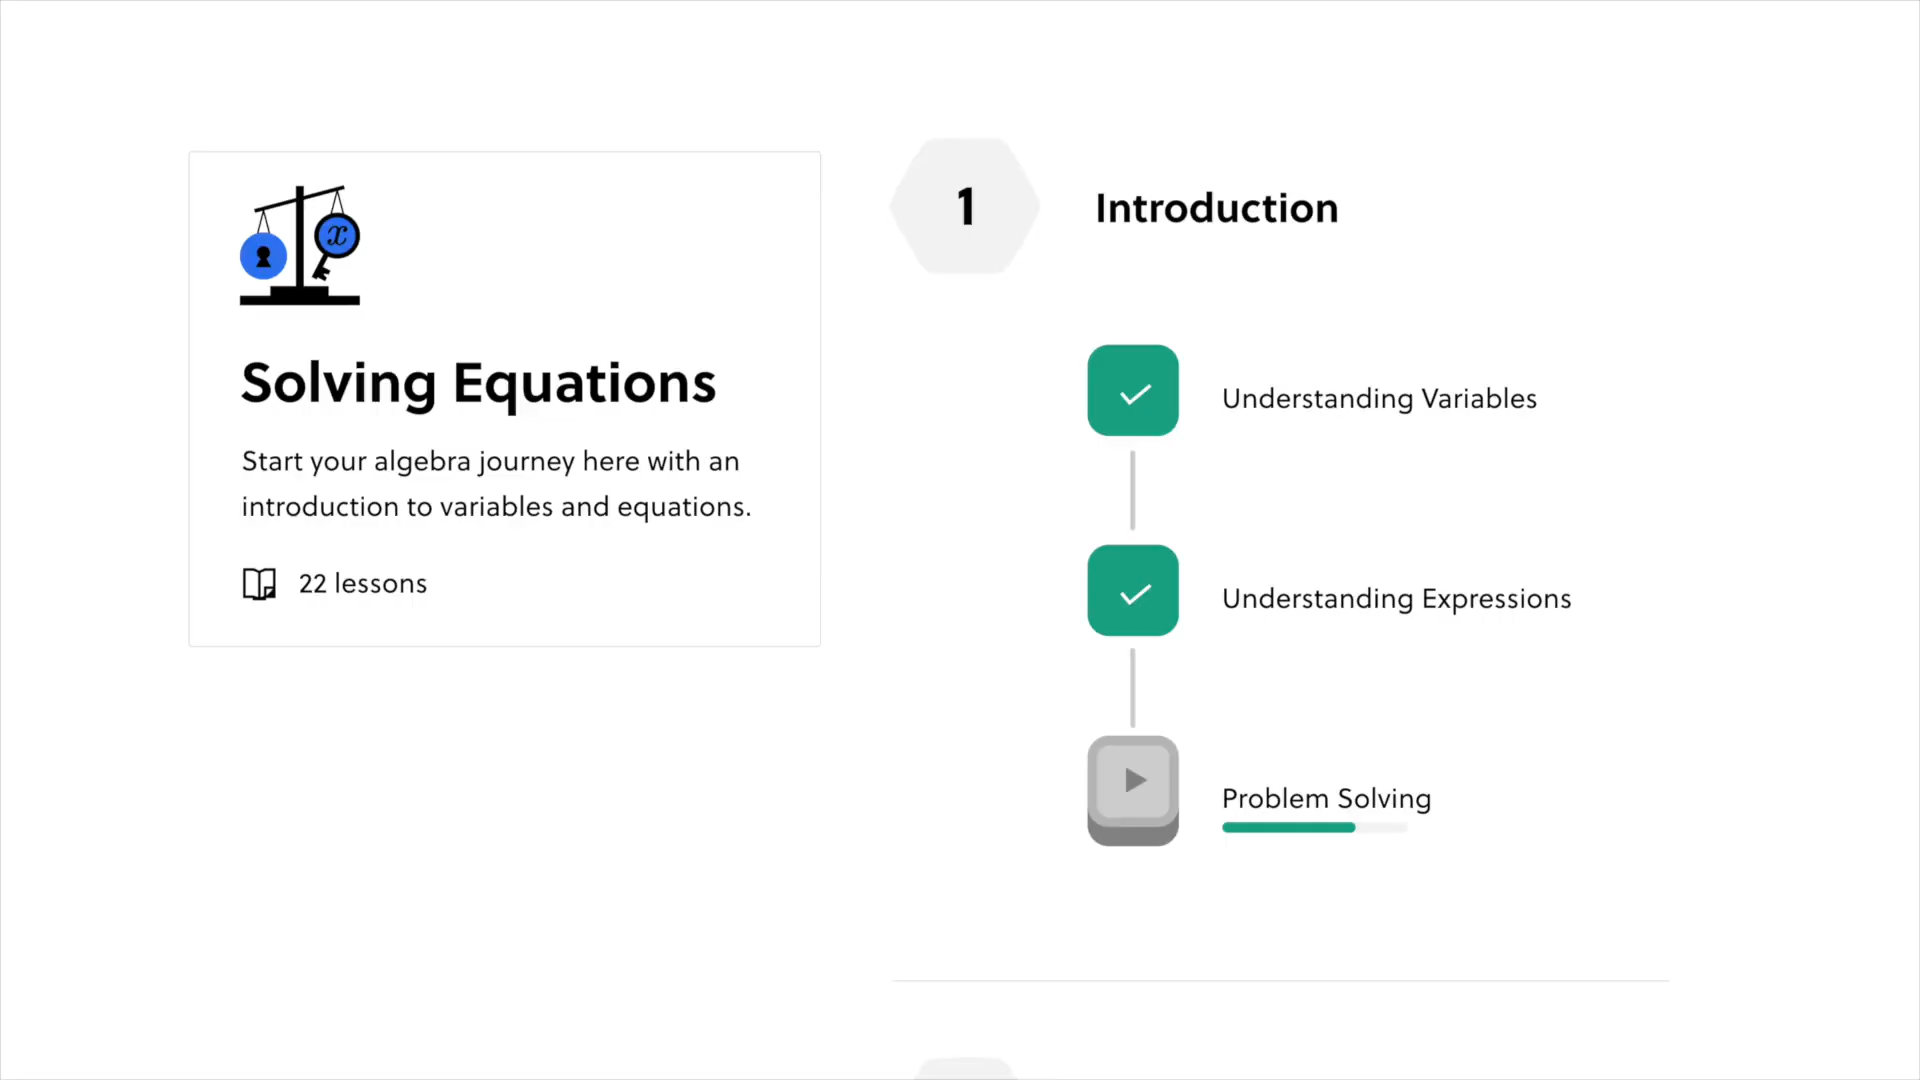 x
Solving Equations
Start your algebra journey here with an
introduction to variables and equations.
22 lessons
1
Introduction
Understanding Variables
Understanding Expressions
Problem Solving